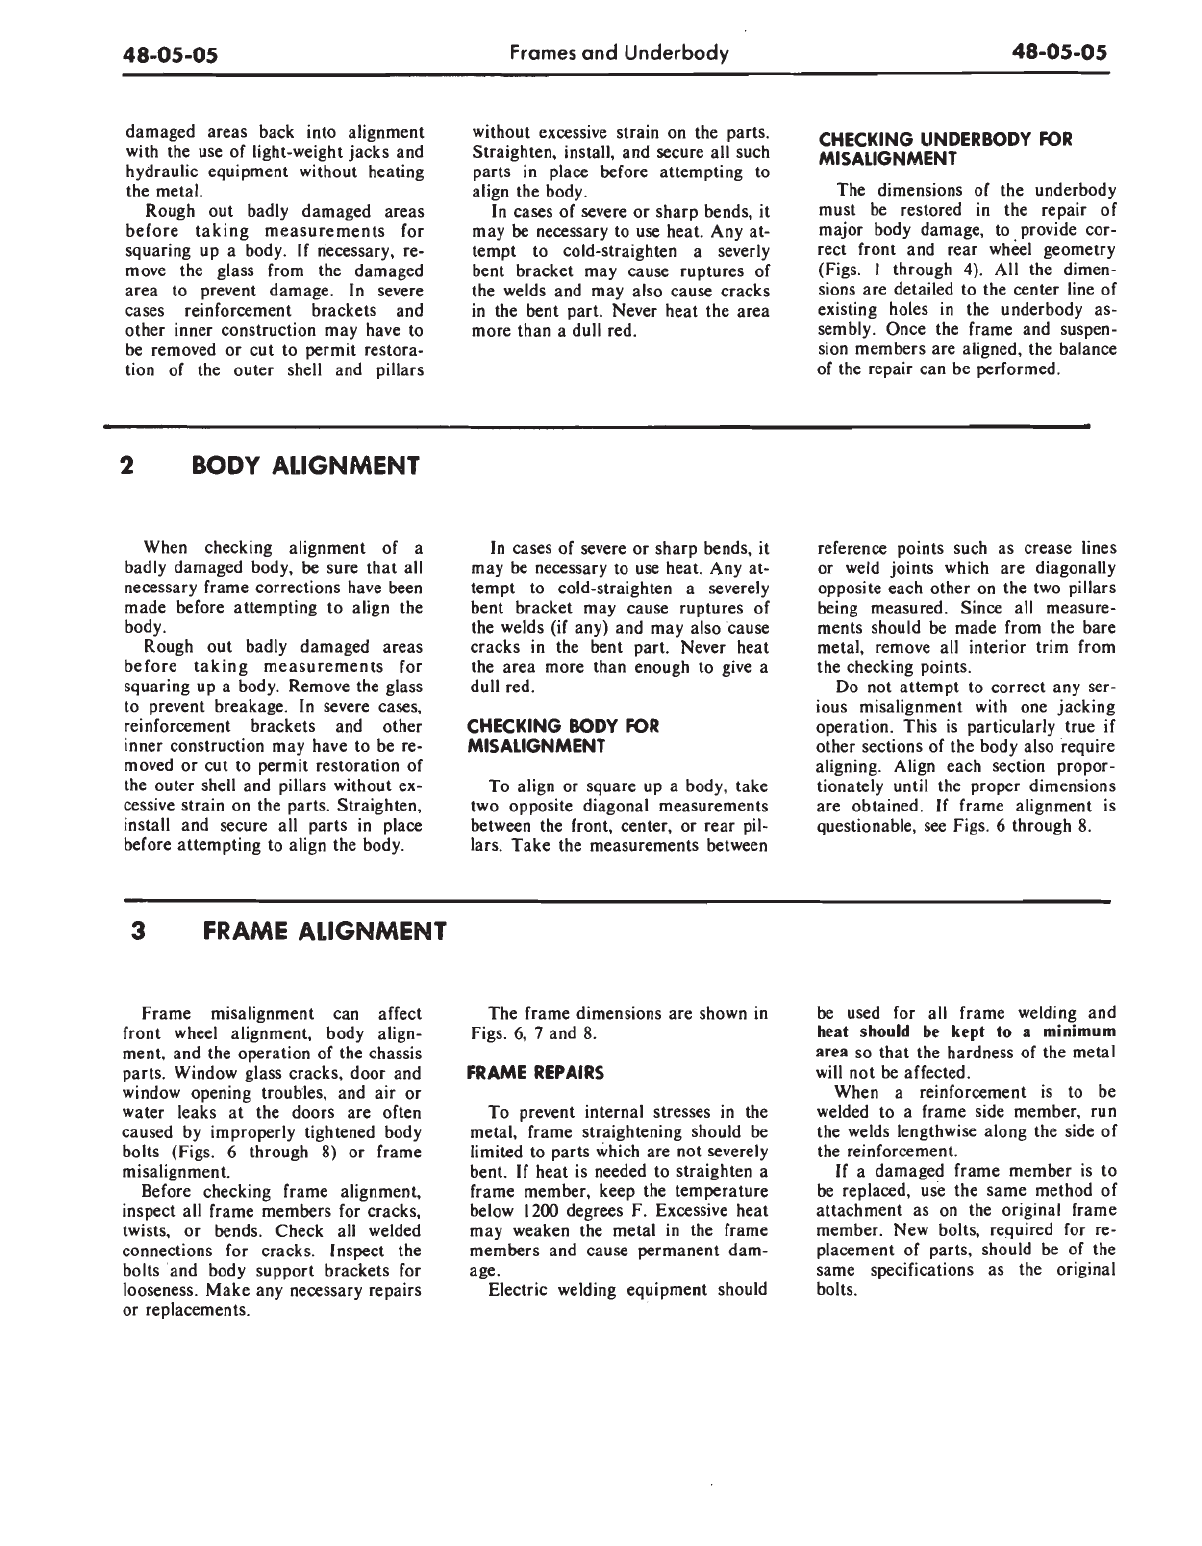 48-05-05 Frames and Underbody 48-05-05
damaged areas back into alignment
with the use of light-weight jacks and
hydraulic equipment without heating
the metal.
Rough out badly damaged areas
before taking measurements for
squaring up a body. If necessary, re-
move the glass from the damaged
area to prevent damage. In severe
cases reinforcement brackets and
other inner construction may have to
be removed or cut to permit restora-
tion of the outer shell and pillars
without excessive strain on the parts.
Straighten, install, and secure all such
parts in place before attempting to
align the body.
In cases of severe or sharp bends, it
may be necessary to use heat. Any at-
tempt to cold-straighten a severly
bent bracket may cause ruptures of
the welds and may also cause cracks
in the bent part. Never heat the area
more than a dull red.
CHECKING UNDERBODY FOR
MISALIGNMENT
The dimensions of the underbody
must be restored in the repair of
major body damage, to provide cor-
rect front and rear wheel geometry
(Figs. 1 through 4). All the dimen-
sions are detailed to the center line of
existing holes in the underbody as-
sembly. Once the frame and suspen-
sion members are aligned, the balance
of the repair can be performed.
2 BODY ALIGNMENT
When checking alignment of a
badly damaged body, be sure that all
necessary frame corrections have been
made before attempting to align the
body.
Rough out badly damaged areas
before taking measurements for
squaring up a body. Remove the glass
to prevent breakage. In severe cases,
reinforcement brackets and other
inner construction may have to be re-
moved or cut to permit restoration of
the outer shell and pillars without ex-
cessive strain on the parts. Straighten,
install and secure all parts in place
before attempting to align the body.
In cases of severe or sharp bends, it
may be necessary to use heat. Any at-
tempt to cold-straighten a severely
bent bracket may cause ruptures of
the welds (if any) and may also cause
cracks in the bent part. Never heat
the area more than enough to give a
dull red.
CHECKING BODY FOR
MISALIGNMENT
To align or square up a body, take
two opposite diagonal measurements
between the front, center, or rear pil-
lars. Take the measurements between
reference points such as crease lines
or weld joints which are diagonally
opposite each other on the two pillars
being measured. Since all measure-
ments should be made from the bare
metal, remove all interior trim from
the checking points.
Do not attempt to correct any ser-
ious misalignment with one jacking
operation. This is particularly true if
other sections of the body also require
aligning. Align each section propor-
tionately until the proper dimensions
are obtained. If frame alignment is
questionable, see Figs. 6 through 8.
3 FRAME ALIGNMENT
Frame misalignment can affect
front wheel alignment, body align-
ment, and the operation of the chassis
parts. Window glass cracks, door and
window opening troubles, and air or
water leaks at the doors are often
caused by improperly tightened body
bolts (Figs. 6 through 8) or frame
misalignment.
Before checking frame alignment,
inspect all frame members for cracks,
twists, or bends. Check all welded
connections for cracks. Inspect the
bolts and body support brackets for
looseness. Make any necessary repairs
or replacements.
The frame dimensions are shown in
Figs. 6, 7 and 8.
FRAME REPAIRS
To prevent internal stresses in the
metal, frame straightening should be
limited to parts which are not severely
bent. If heat is needed to straighten a
frame member, keep the temperature
below 1200 degrees F. Excessive heat
may weaken the metal in the frame
members and cause permanent dam-
age.
Electric welding equipment should
be used for all frame welding and
heat should be kept to a minimum
area so that the hardness of the metal
will not be affected.
When a reinforcement is to be
welded to a frame side member, run
the welds lengthwise along the side of
the reinforcement.
If a damaged frame member is to
be replaced, use the same method of
attachment as on the original frame
member. New bolts, required for re-
placement of parts, should be of the
same specifications as the original
bolts.